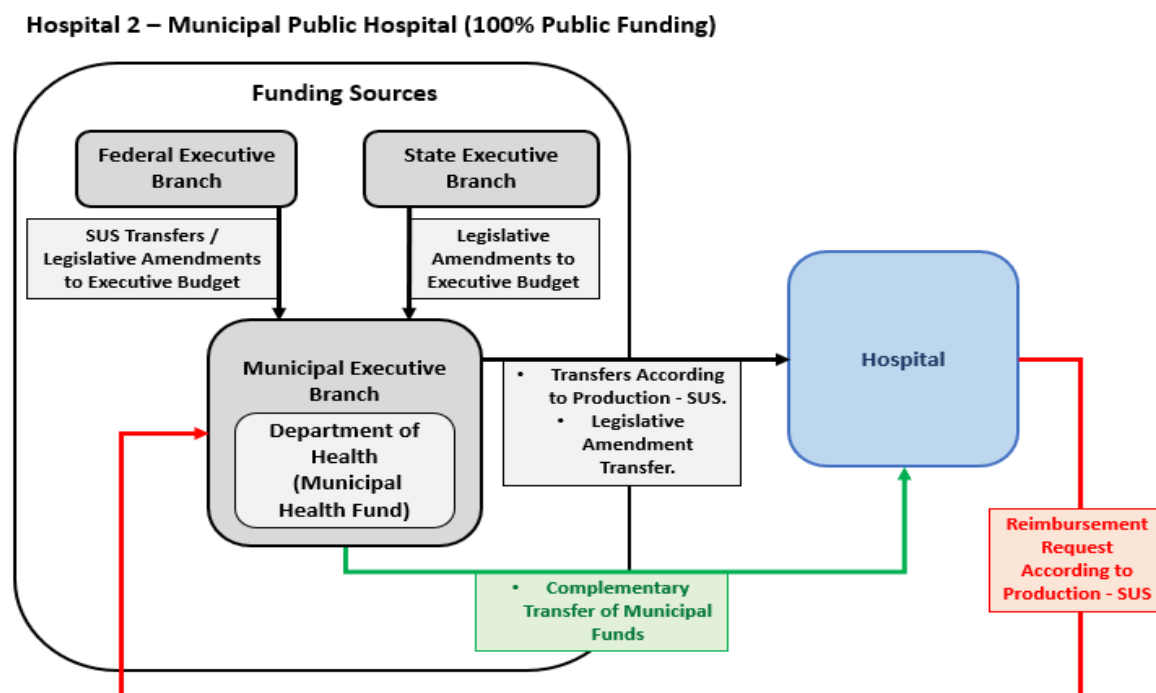 Hospital 2 – Municipal Public Hospital (100% Public Funding)
Funding Sources
Federal Executive
Branch
State Executive
Branch
SUS Transfers /
Legislative Amendments
to Executive Budget
Legislative
Amendments to
Executive Budget
Municipal Executive
Branch
Department of
Health
(Municipal
Health Fund)
• Transfers According
to Production - SUS.
• Legislative
Amendment
Transfer.
Hospital
• Complementary
Transfer of Municipal
Funds
Reimbursement
Request
According to
Production - SUS